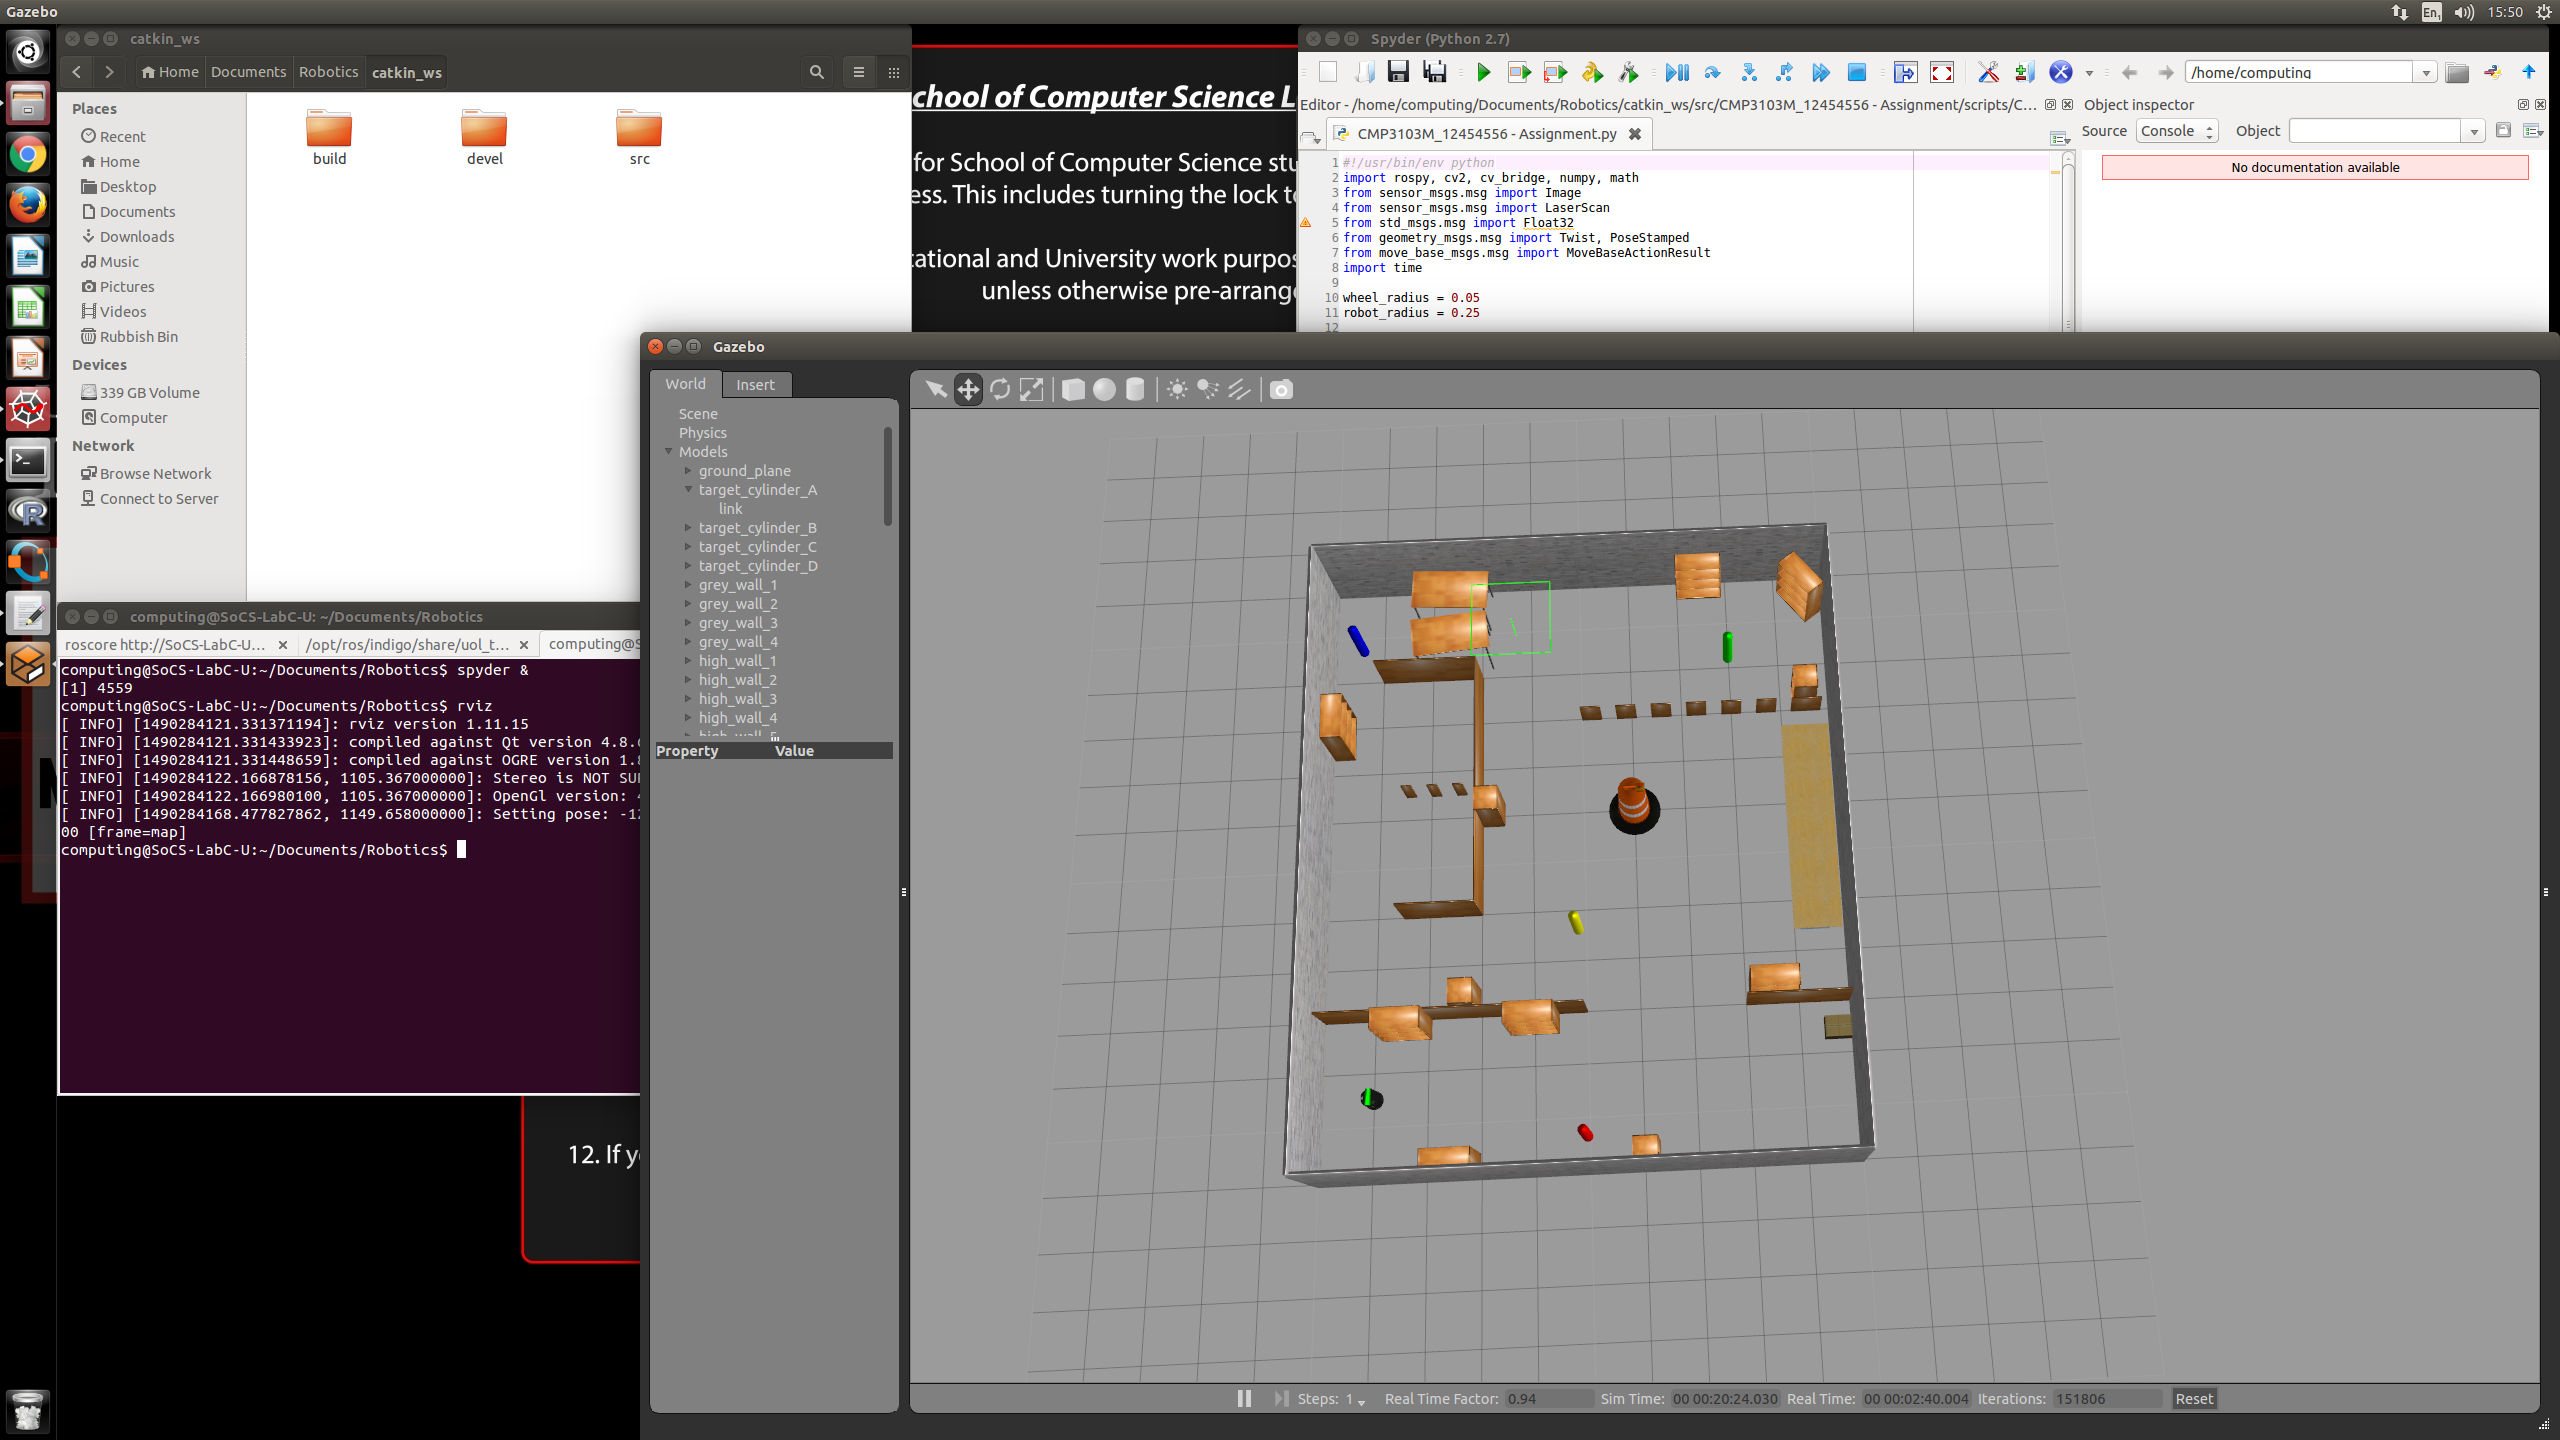 Gazebo
En1
15:50
catkin_ws
Home
Documents
Robotics
catkin_ws
Places
Recent
Home
Desktop
Documents
Downloads
Music
Pictures
Videos
Rubbish Bin
Devices
339 GB Volume
Computer
Network
Browse Network
Connect to Server
build
devel
src
chool of Computer Science L
for School of Computer Science stu
ess. This includes turning the lock to
cational and University work purpos
unless otherwise pre-arrange
12. If yo
Spyder (Python 2.7)
/home/computing
Editor - /home/computing/Documents/Robotics/catkin_ws/src/CMP3103M_12454556 - Assignment/scripts/C...
Object inspector
CMP3103M_12454556 - Assignment.py
Source
Console
Object
No documentation available
1 #!/usr/bin/env python
2 import rospy, cv2, cv_bridge, numpy, math
3 from sensor_msgs.msg import Image
4 from sensor_msgs.msg import LaserScan
5 from std_msgs.msg import Float32
6 from geometry_msgs.msg import Twist, PoseStamped
7 from move_base_msgs.msg import MoveBaseActionResult
8 import time
9
10 wheel_radius = 0.05
11 robot_radius = 0.25
12
computing@SoCS-LabC-U: ~/Documents/Robotics
roscore http://SoCS-LabC-U...
/opt/ros/indigo/share/uol_t...
computing@S
computing@SoCS-LabC-U:~/Documents/Robotics$ spyder &
[1] 4559
computing@SoCS-LabC-U:~/Documents/Robotics$ rviz
[ INFO] [1490284121.331371194]: rviz version 1.11.15
[ INFO] [1490284121.331433923]: compiled against Qt version 4.8.6
[ INFO] [1490284121.331448659]: compiled against OGRE version 1.8
[ INFO] [1490284122.166878156, 1105.367000000]: Stereo is NOT SUP
[ INFO] [1490284122.166980100, 1105.367000000]: OpenGl version: 4
[ INFO] [1490284168.477827862, 1149.658000000]: Setting pose: -12
00 [frame=map]
computing@SoCS-LabC-U:~/Documents/Robotics$
Gazebo
World
Insert
Scene
Physics
Models
ground_plane
target_cylinder_A
link
target_cylinder_B
target_cylinder_C
target_cylinder_D
grey_wall_1
grey_wall_2
grey_wall_3
grey_wall_4
high_wall_1
high_wall_2
high_wall_3
high_wall_4
high_wall_5
Property
Value
Steps: 1
Real Time Factor: 0.94
Sim Time: 00 00:20:24.030
Real Time: 00 00:02:40.004
Iterations: 151806
Reset